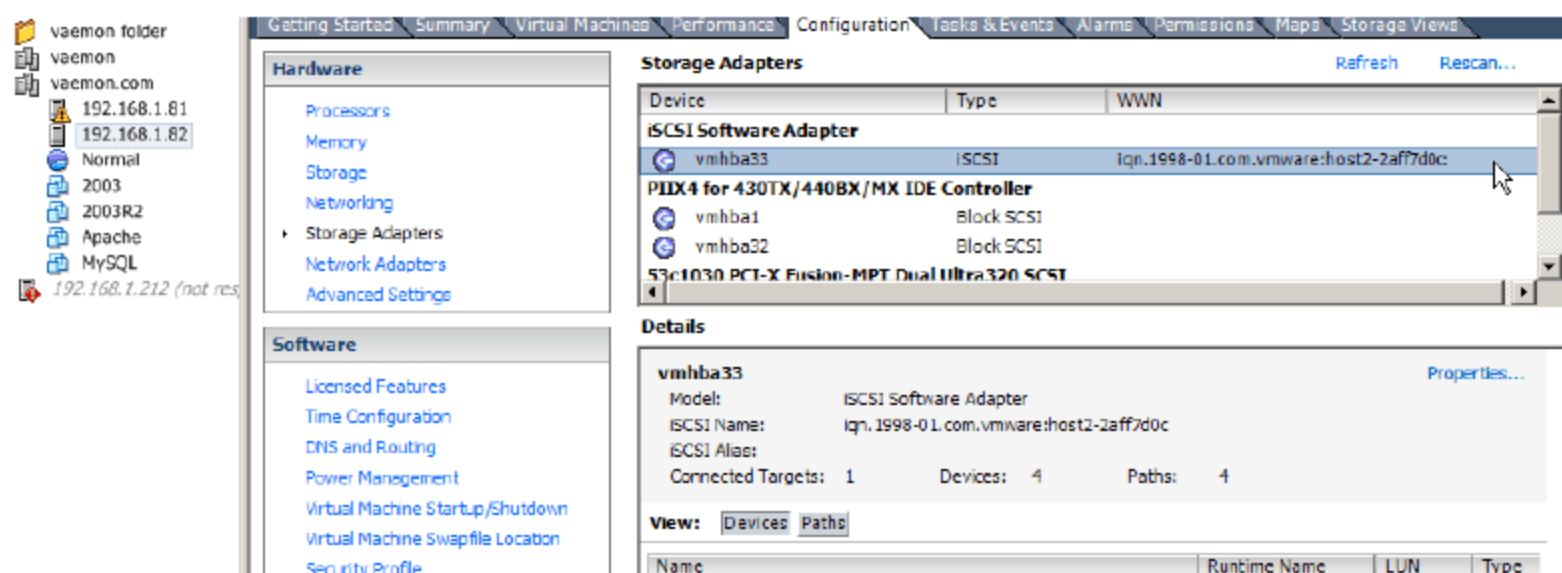 vaemon folder
vaemon
vaemon.com
192.168.1.81
192.168.1.82
Normal
2003
2003R2
Apache
MySQL
192.168.1.212 (not res
Getting Started Summary Virtual Machines Performance Configuration Tasks & Events Alarms Permissions Maps Storage Views
Hardware
Processors
Memory
Storage
Networking
Storage Adapters
Network Adapters
Advanced Settings
Software
Licensed Features
Time Configuration
DNS and Routing
Power Management
Virtual Machine Startup/Shutdown
Virtual Machine Swapfile Location
Security Profile
Storage Adapters Refresh Rescan...
Device Type WWN
iSCSI Software Adapter
vmhba33 iSCSI iqn.1998-01.com.vmware:host2-2aff7d0c:
PIIX4 for 430TX/440BX/MX IDE Controller
vmhba1 Block SCSI
vmhba32 Block SCSI
53c1030 PCI-X Fusion-MPT Dual Ultra320 SCSI
Details
vmhba33 Properties...
Model: iSCSI Software Adapter
iSCSI Name: iqn.1998-01.com.vmware:host2-2aff7d0c
iSCSI Alias:
Connected Targets: 1 Devices: 4 Paths: 4
View: Devices Paths
Name Runtime Name LUN Type